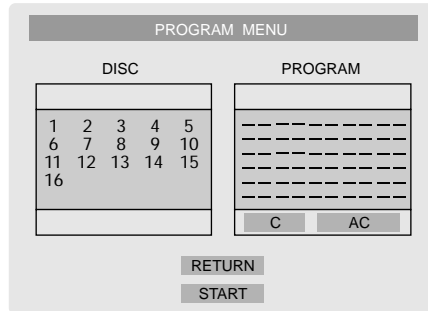 PROGRAM MENU
DISC
1 2 3 4 5
6 7 8 9 10
11 12 13 14 15
16
PROGRAM
C AC
RETURN
START